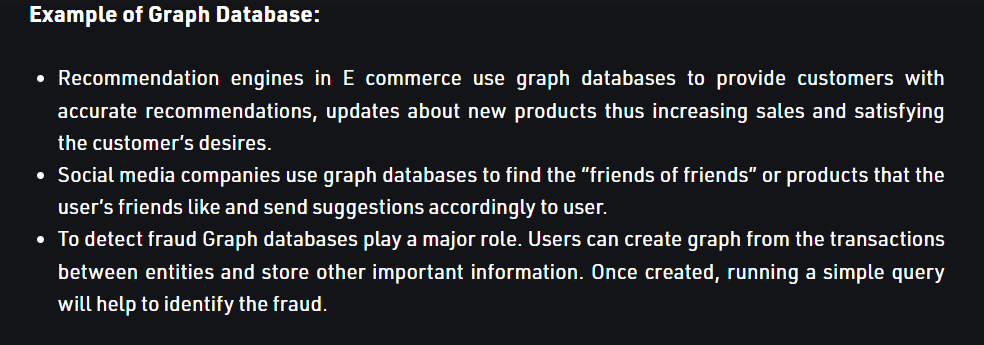 Example of Graph Database:
• Recommendation engines in E commerce use graph databases to provide customers with
accurate recommendations, updates about new products thus increasing sales and satisfying
the customer's desires.
• Social media companies use graph databases to find the “friends of friends” or products that the
user's friends like and send suggestions accordingly to user.
• To detect fraud Graph databases play a major role. Users can create graph from the transactions
between entities and store other important information. Once created, running a simple query
will help to identify the fraud.